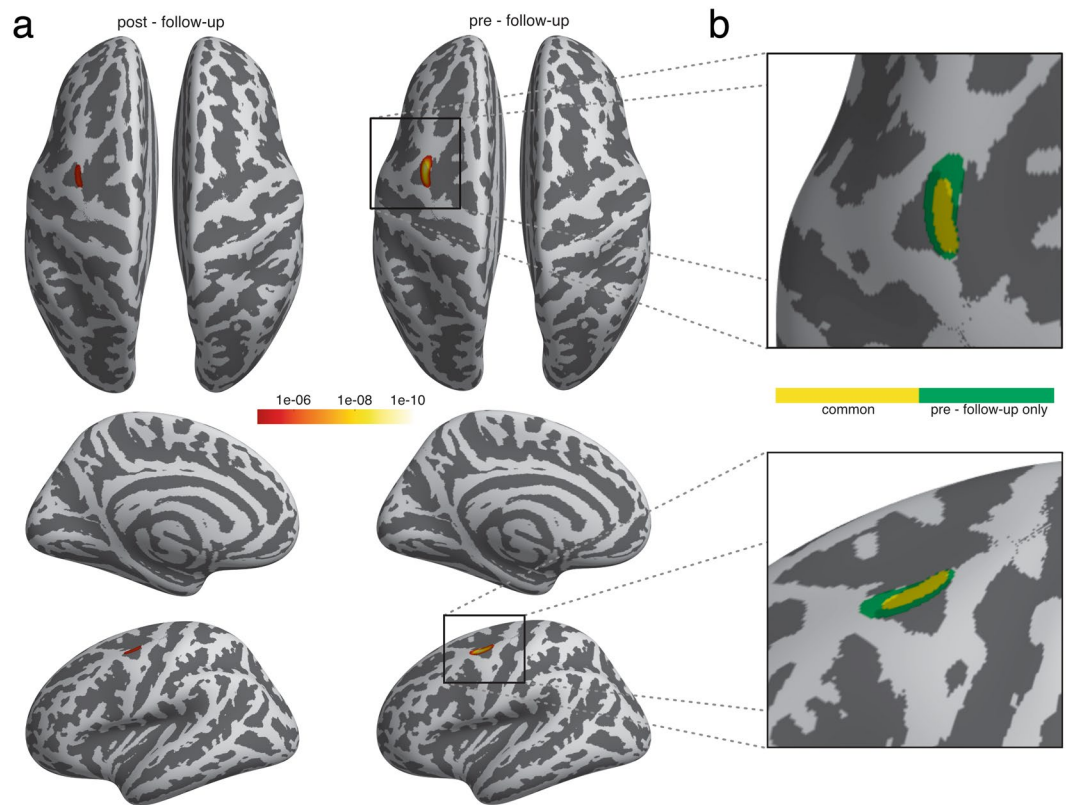 a
post - follow-up
pre - follow-up
b
1e-06 1e-08 1e-10
common
pre - follow-up only